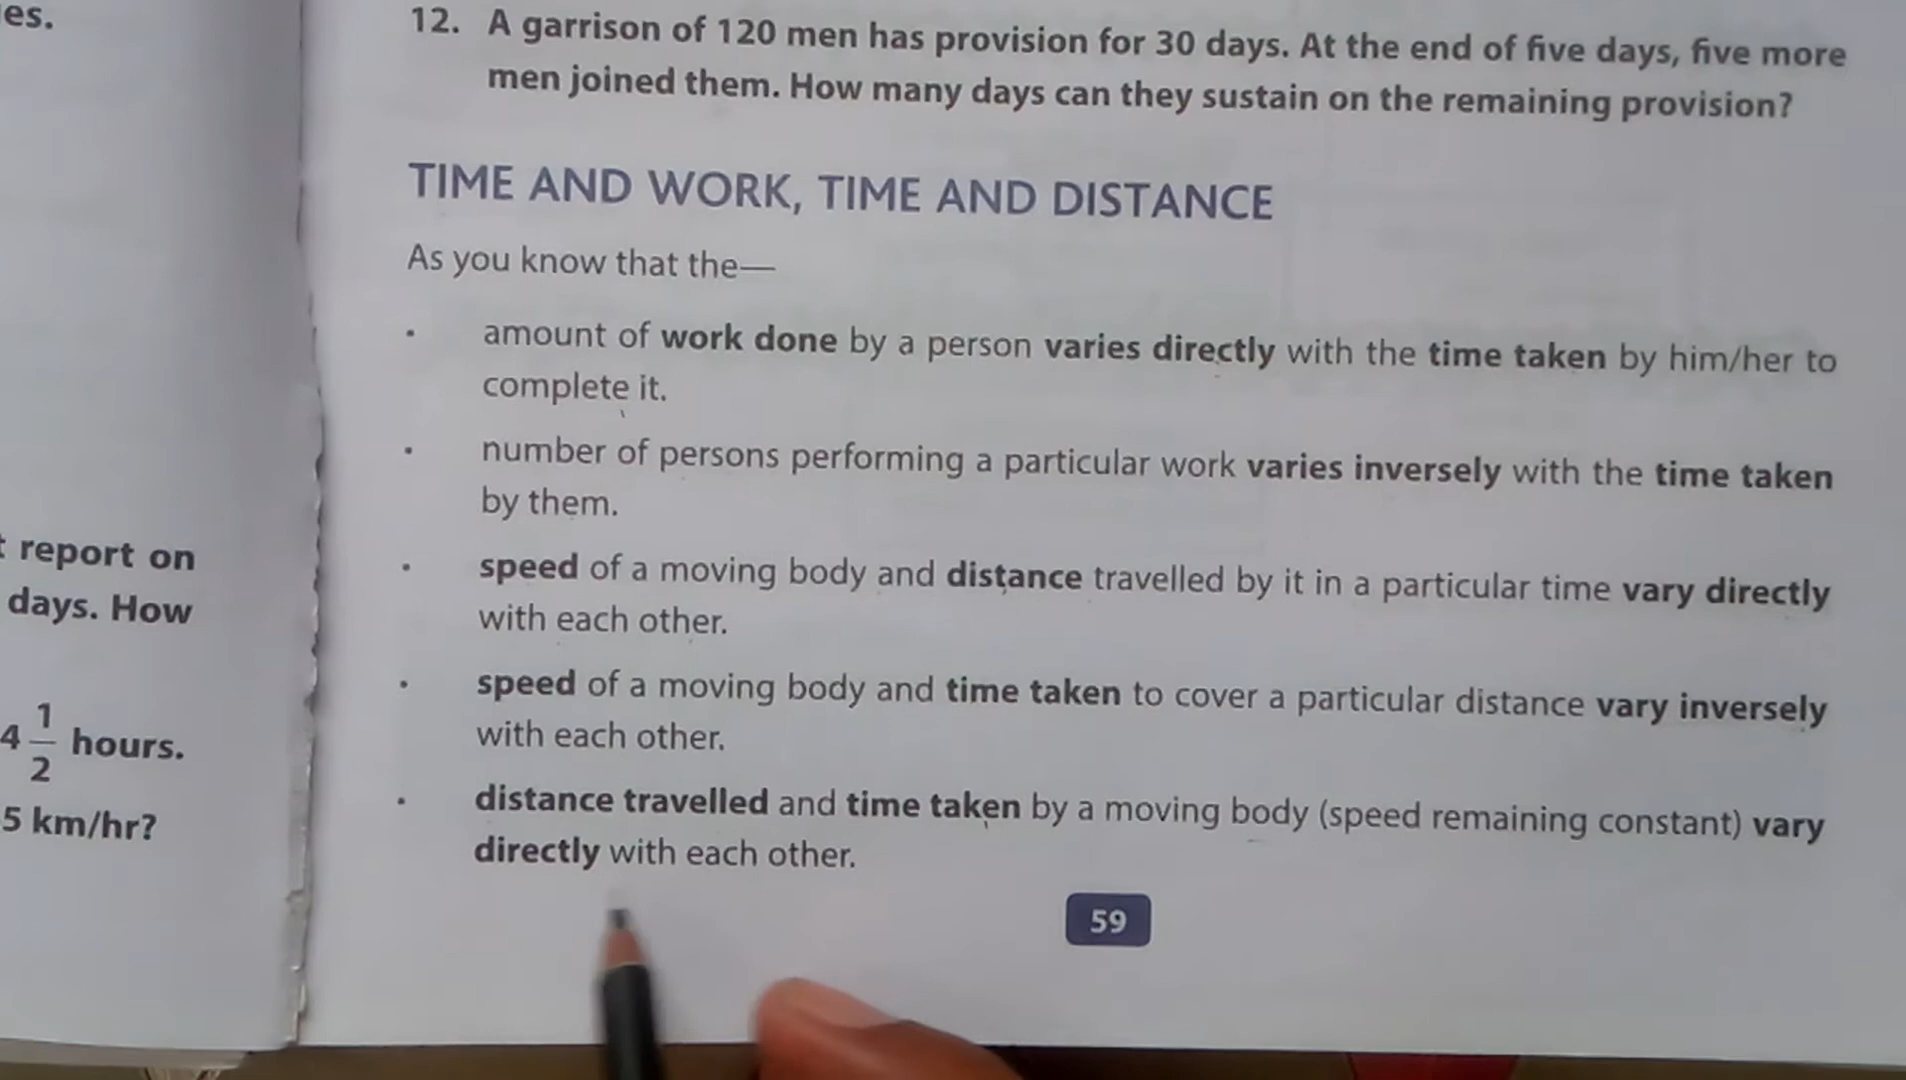 es.
report on
days. How
4 1/2 hours.
5 km/hr?
12. A garrison of 120 men has provision for 30 days. At the end of five days, five more
men joined them. How many days can they sustain on the remaining provision?
TIME AND WORK, TIME AND DISTANCE
As you know that the—
• amount of work done by a person varies directly with the time taken by him/her to
complete it.
• number of persons performing a particular work varies inversely with the time taken
by them.
• speed of a moving body and distance travelled by it in a particular time vary directly
with each other.
• speed of a moving body and time taken to cover a particular distance vary inversely
with each other.
• distance travelled and time taken by a moving body (speed remaining constant) vary
directly with each other.
59